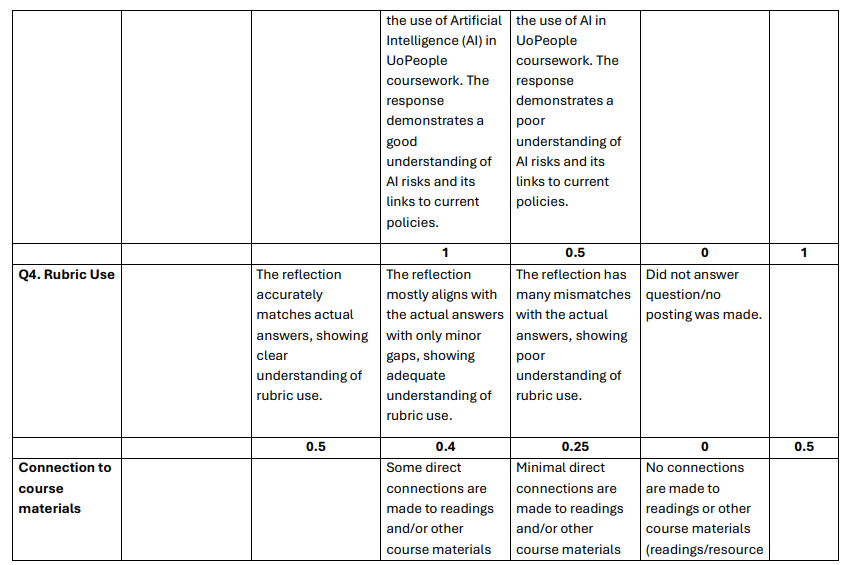 the use of Artificial
Intelligence (AI) in
UoPeople
coursework. The
response
demonstrates a
good
understanding of
AI risks and its
links to current
policies.
the use of AI in
UoPeople
coursework. The
response
demonstrates a
poor
understanding of
AI risks and its
links to current
policies.
1
0.5
0
1
Q4. Rubric Use
The reflection
accurately
matches actual
answers, showing
clear
understanding of
rubric use.
The reflection
mostly aligns with
the actual answers
with only minor
gaps, showing
adequate
understanding of
rubric use.
The reflection has
many mismatches
with the actual
answers, showing
poor
understanding of
rubric use.
Did not answer
question/no
posting was made.
0.5
0.4
0.25
0
0.5
Connection to
course
materials
Some direct
connections are
made to readings
and/or other
course materials
Minimal direct
connections are
made to readings
and/or other
course materials
No connections
are made to
readings or other
course materials
(readings/resource